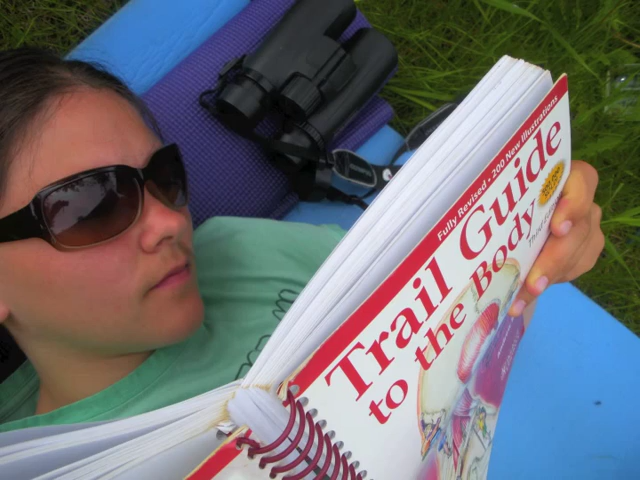 Fully Revised • 200 New Illustrations
Trail Guide
to the Body